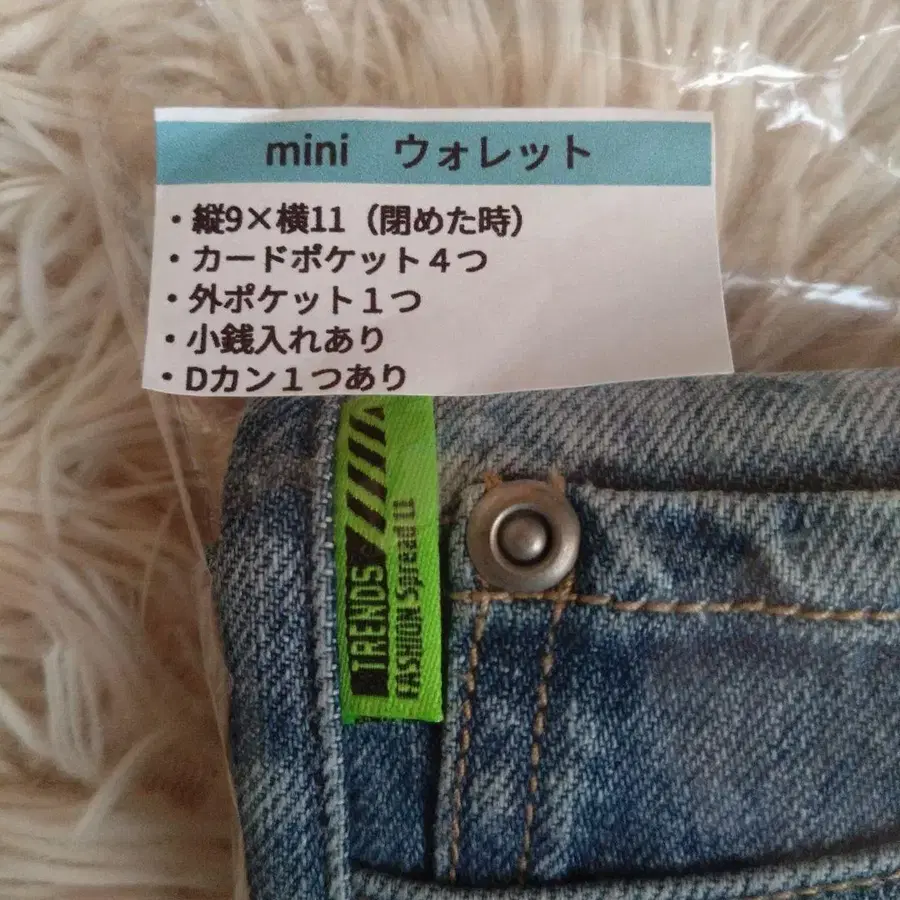 mini ウォレット
・縦9×横11（閉めた時）
・カードポケット４つ
・外ポケット１つ
・小銭入れあり
・Dカン１つあり
TRENDS
FASHION Spread LL